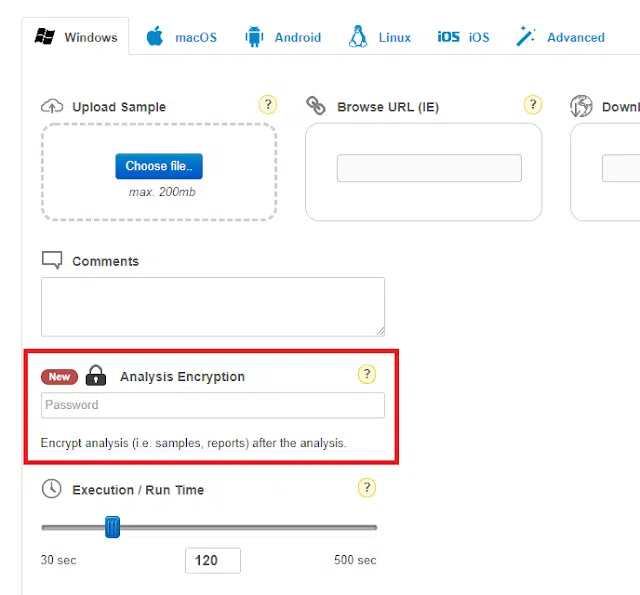 Windows macOS Android Linux iOS iOS Advanced
Upload Sample ? Browse URL (IE) ?
Choose file..
max. 200mb
Comments
New Analysis Encryption ?
Password
Encrypt analysis (i.e. samples, reports) after the analysis.
Execution / Run Time ?
30 sec 120 500 sec